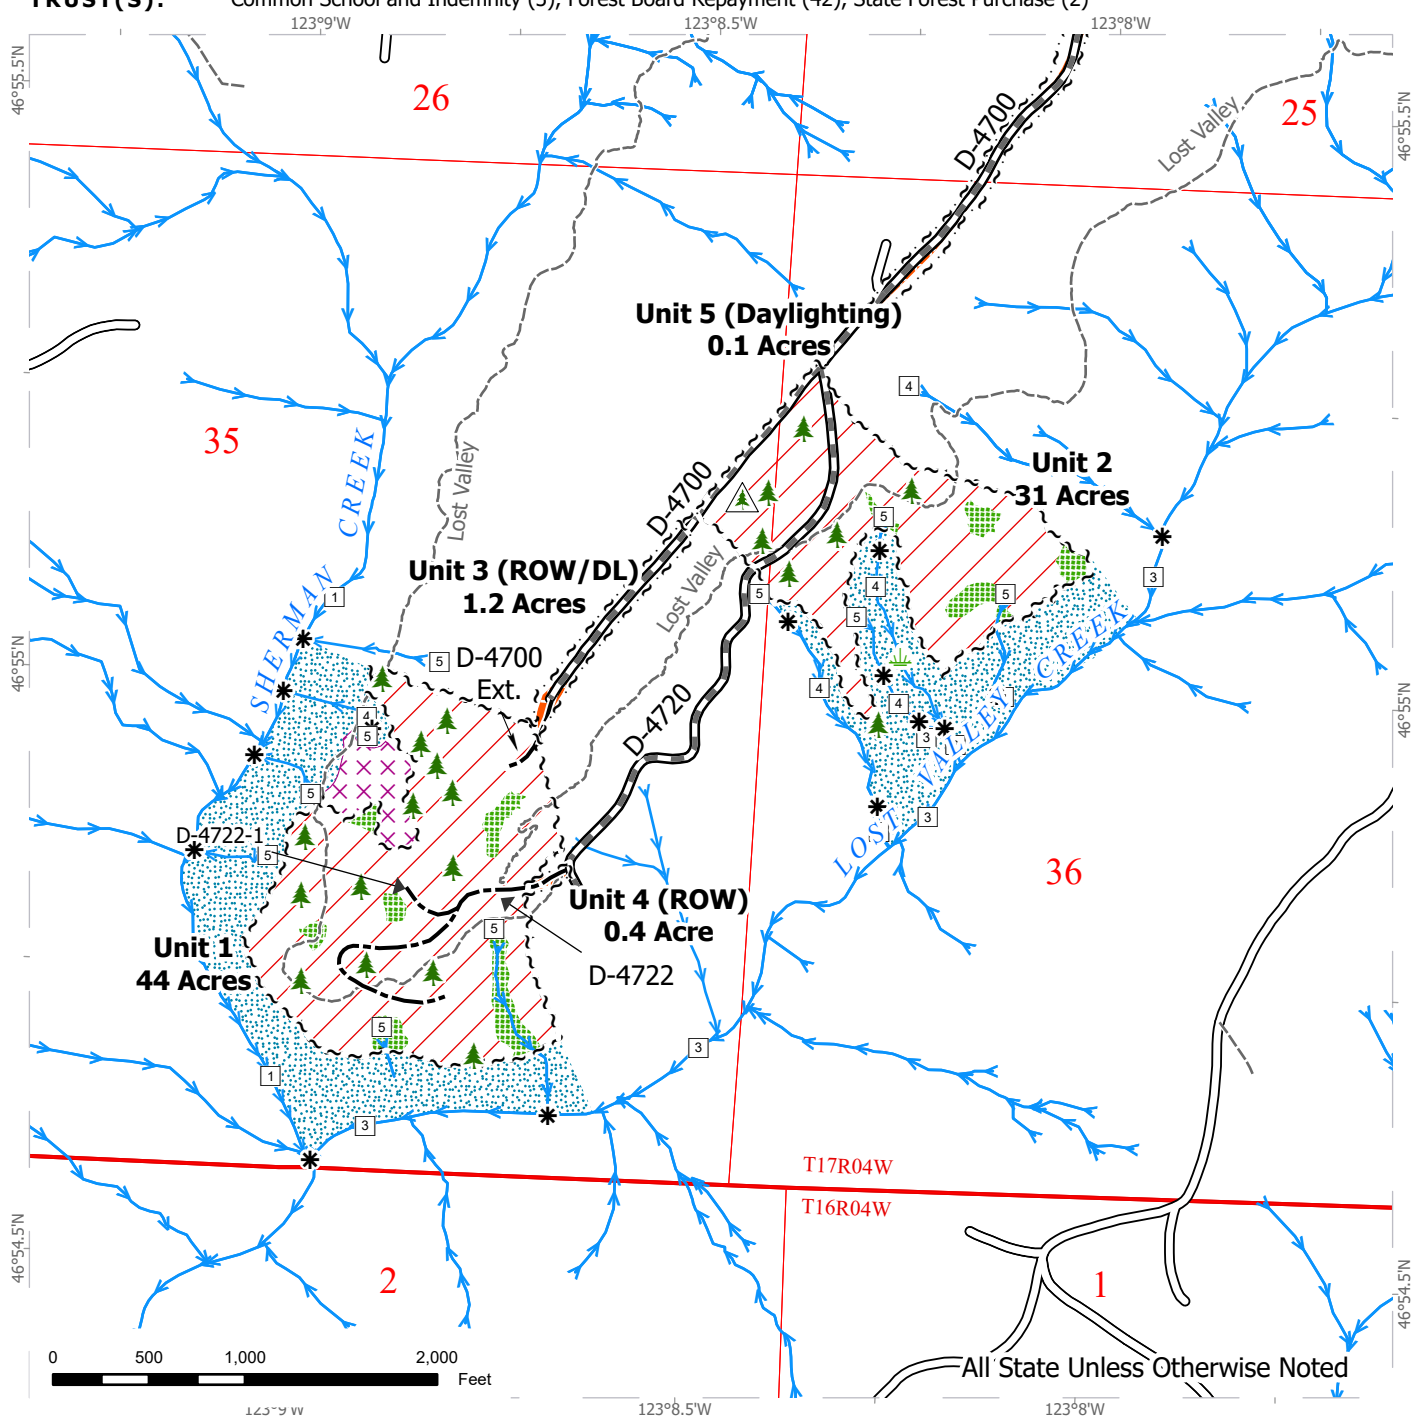 TRUST(S): Common School and Indemnity (3), Forest Board Repayment (42), State Forest Purchase (2)
123°9'W
123°8.5'W
123°8'W
46°55.5'N
46°55.5'N
26
25
D-4700
Lost Valley
Unit 5 (Daylighting)
0.1 Acres
35
4
CREEK
Lost Valley
Unit 2
31 Acres
D-4700
5
Unit 3 (ROW/DL)
1.2 Acres
Lost Valley
3
4
5
5
1
5
SHERMAN
5
D-4700
Ext.
46°55'N
46°55'N
4
4
3
D-4720
4
5
5
LOST VALLEY CREEK
3
D-4722-1
5
36
Unit 4 (ROW)
0.4 Acre
5
Unit 1
44 Acres
D-4722
5
3
1
3
T17R04W
T16R04W
46°54.5'N
46°54.5'N
2
1
0 500 1,000 2,000
Feet
All State Unless Otherwise Noted
123°9'W
123°8.5'W
123°8'W